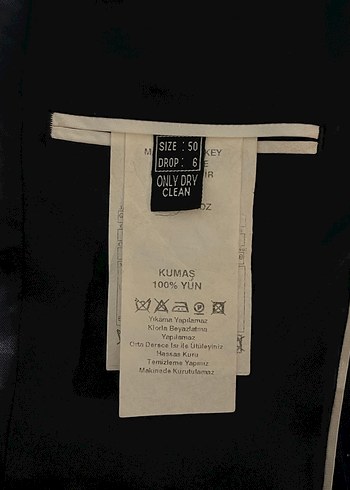 SIZE : 50
DROP : 6
ONLY DRY
CLEAN
KUMAŞ
100% YÜN
Yıkama Yapılamaz
Klorla Beyazlatma
Yapılamaz
Orta Derece Isı ile Ütüleyiniz
Hassas Kuru
Temizleme Yapınız
Makinada Kurutulamaz